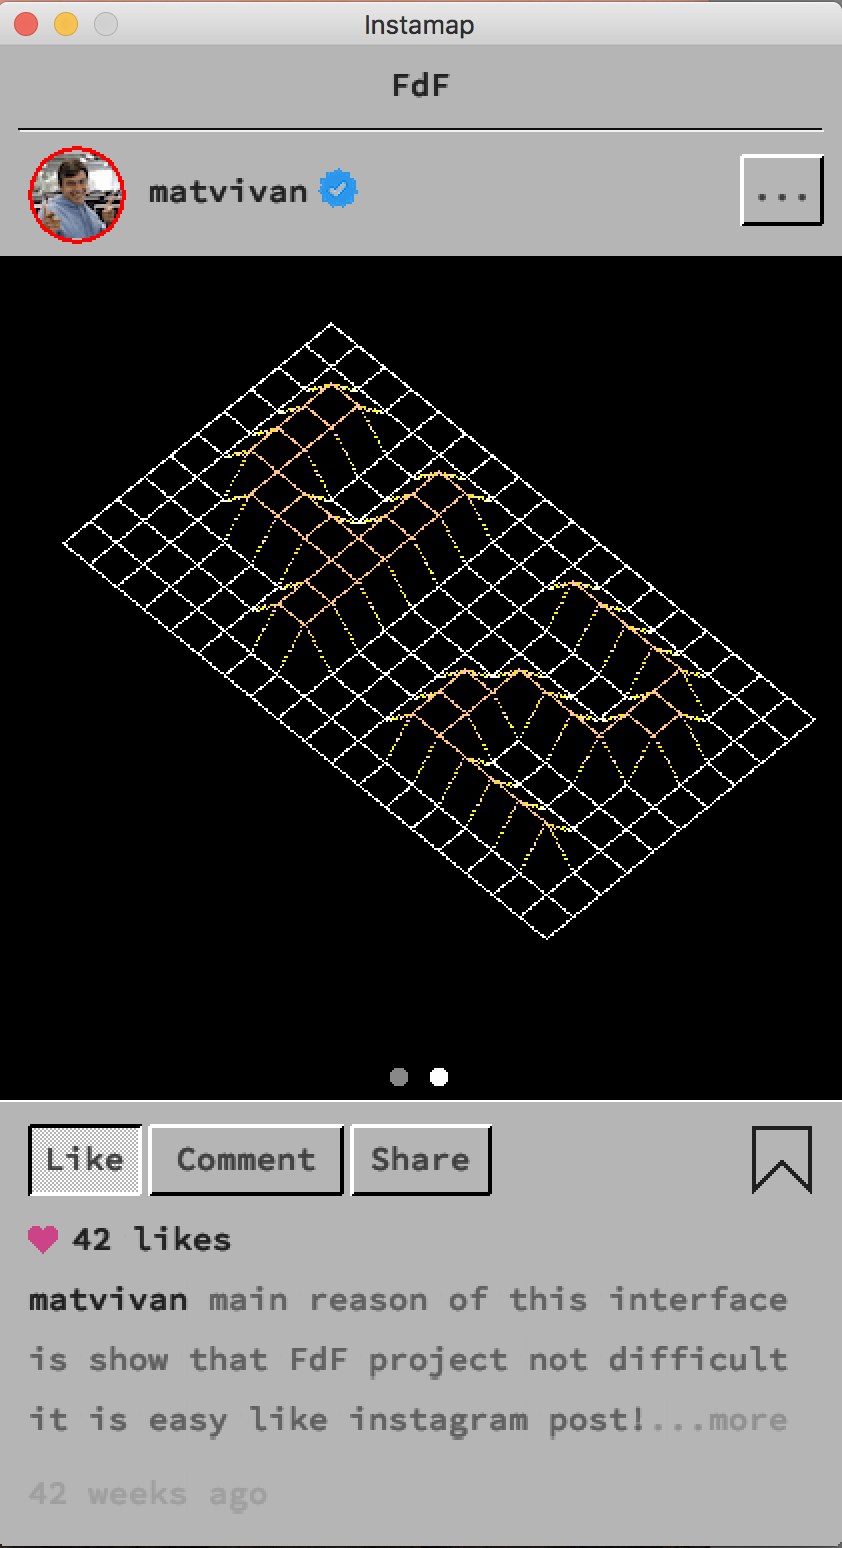 Instamap
FdF
matvivan
...
Like Comment Share
42 likes
matvivan main reason of this interface
is show that FdF project not difficult
it is easy like instagram post!...more
42 weeks ago